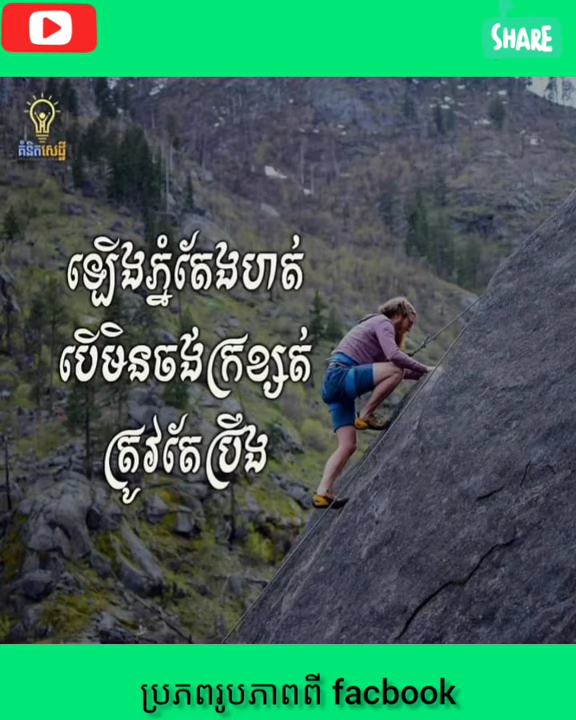 SHARE
គំនិតសេដ្ឋី
ឡើងភ្នំតែងហត់
បើមិនចង់ក្រខ្សត់
ត្រូវតែប្រឹង
ប្រភពរូបភាពពី facbook